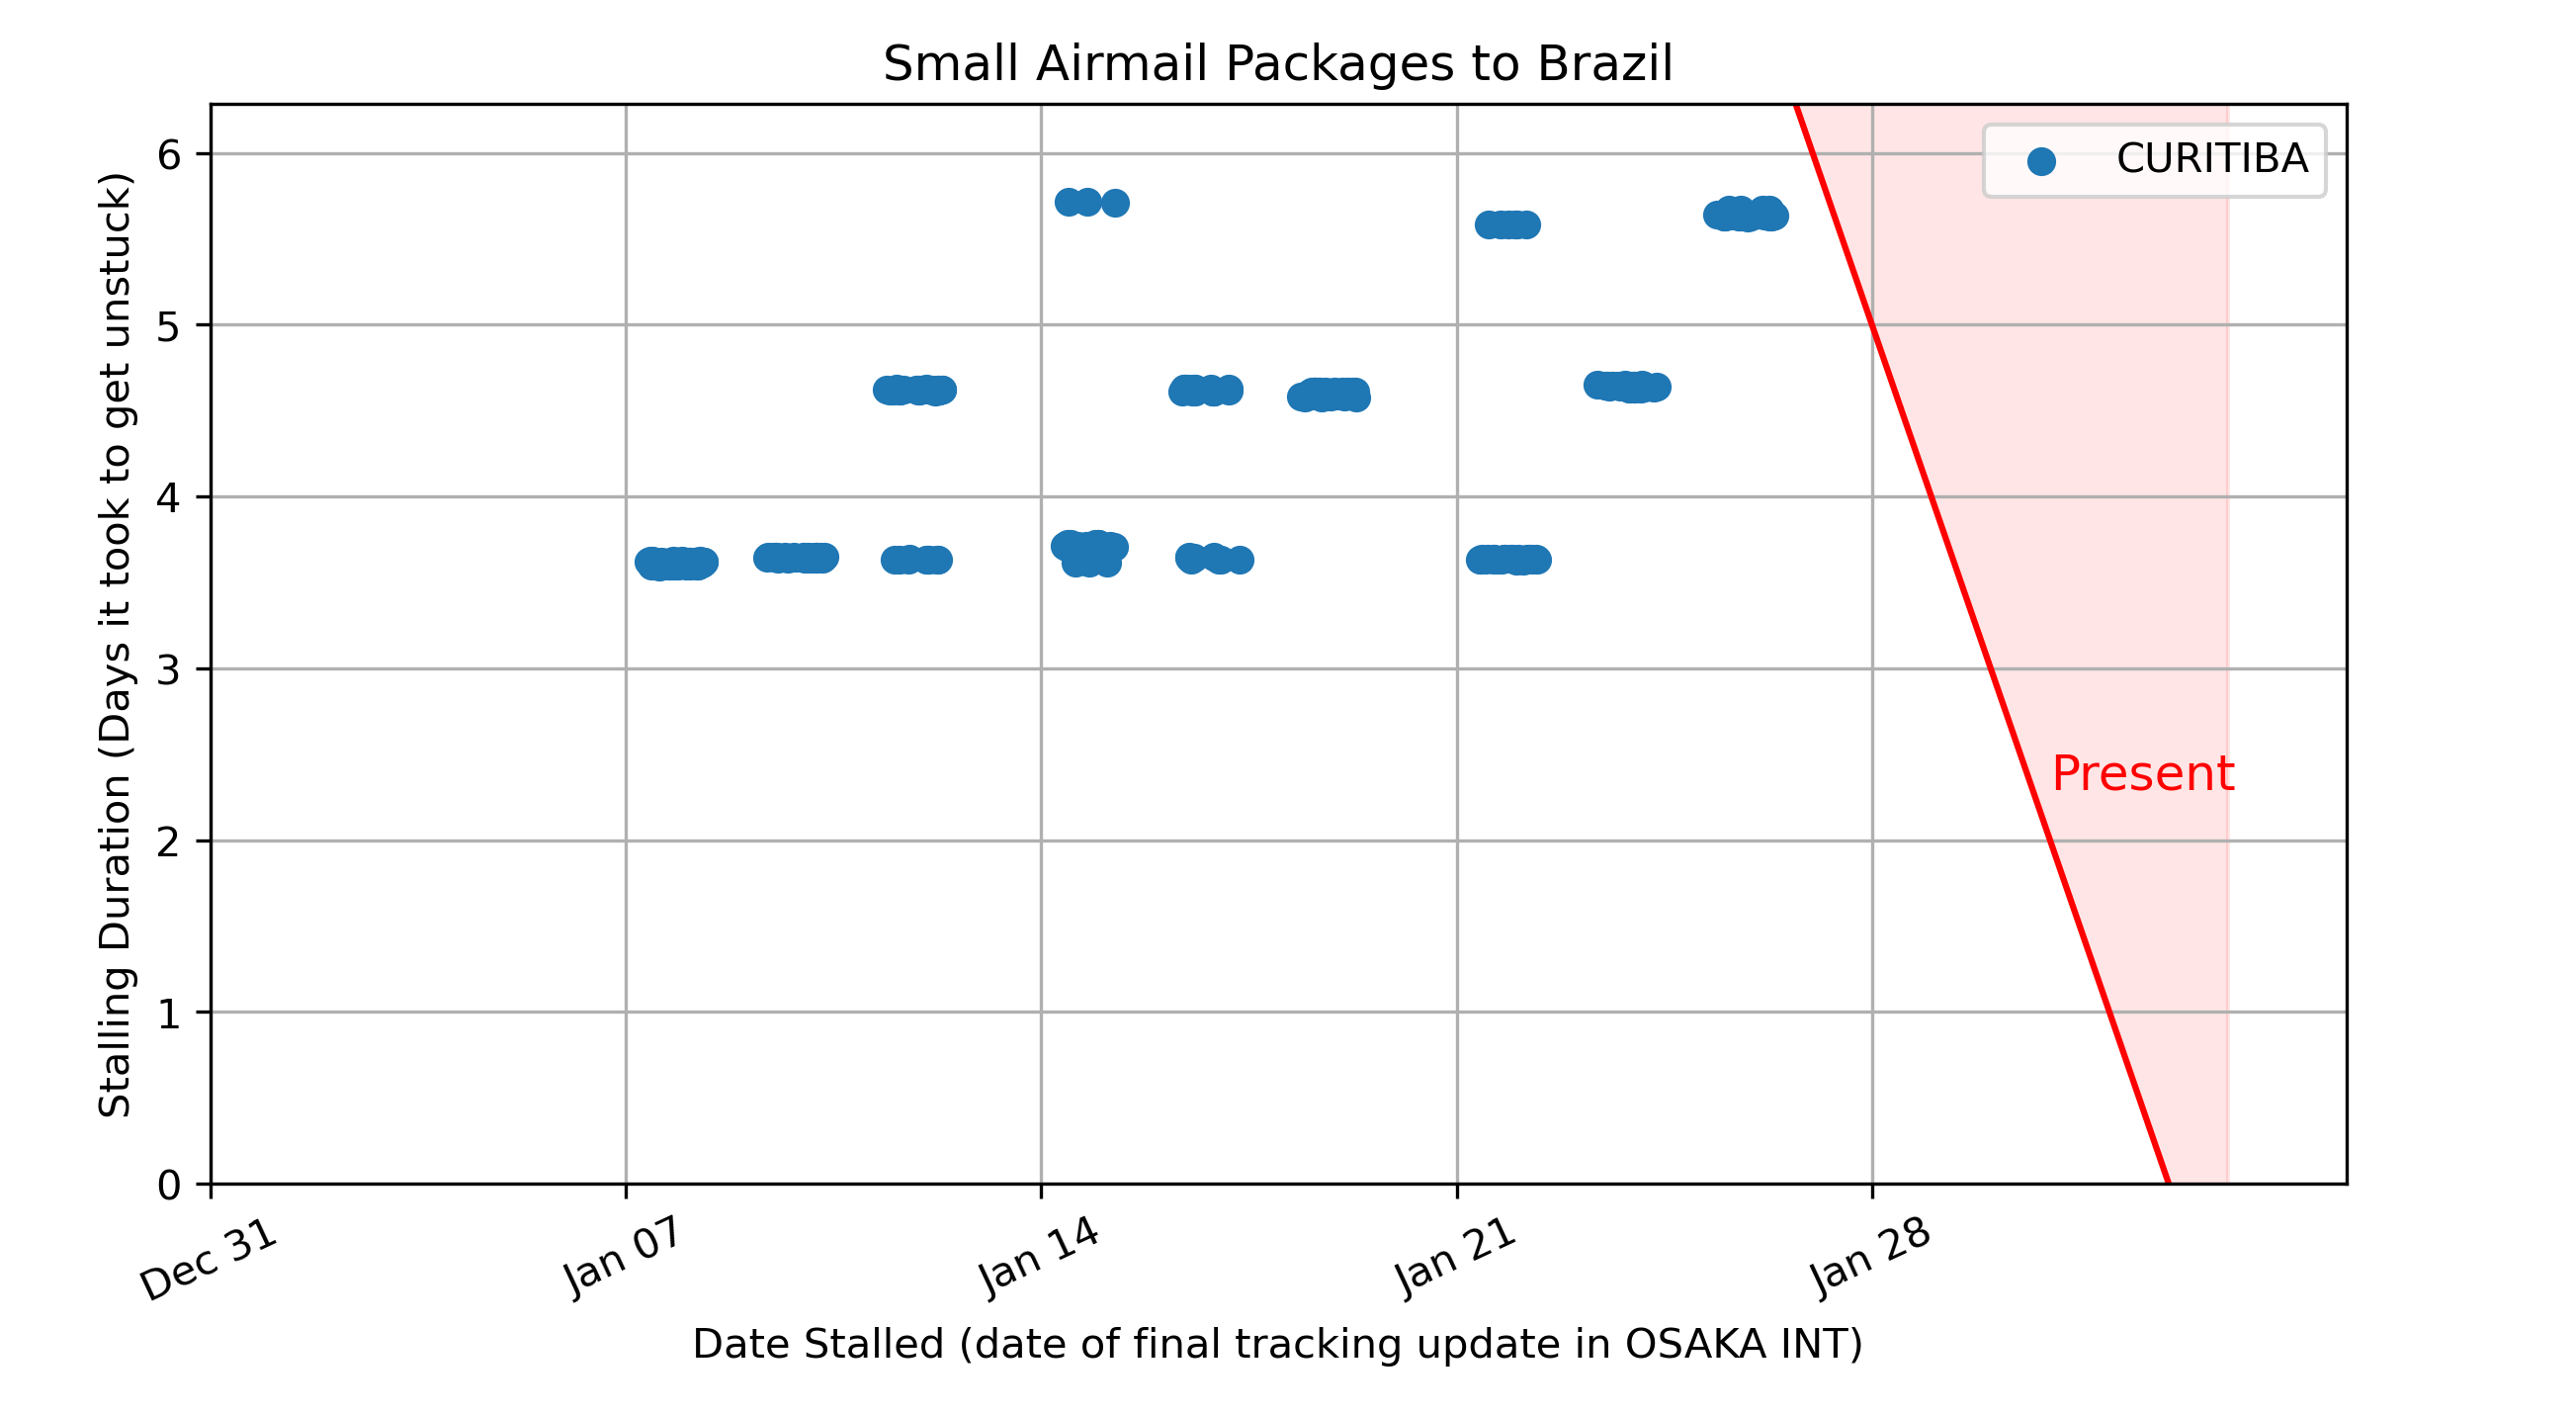 Small Airmail Packages to Brazil
CURITIBA
6
5
4
3
2
1
0
Stalling Duration (Days it took to get unstuck)
Present
Dec 31
Jan 07
Jan 14
Jan 21
Jan 28
Date Stalled (date of final tracking update in OSAKA INT)